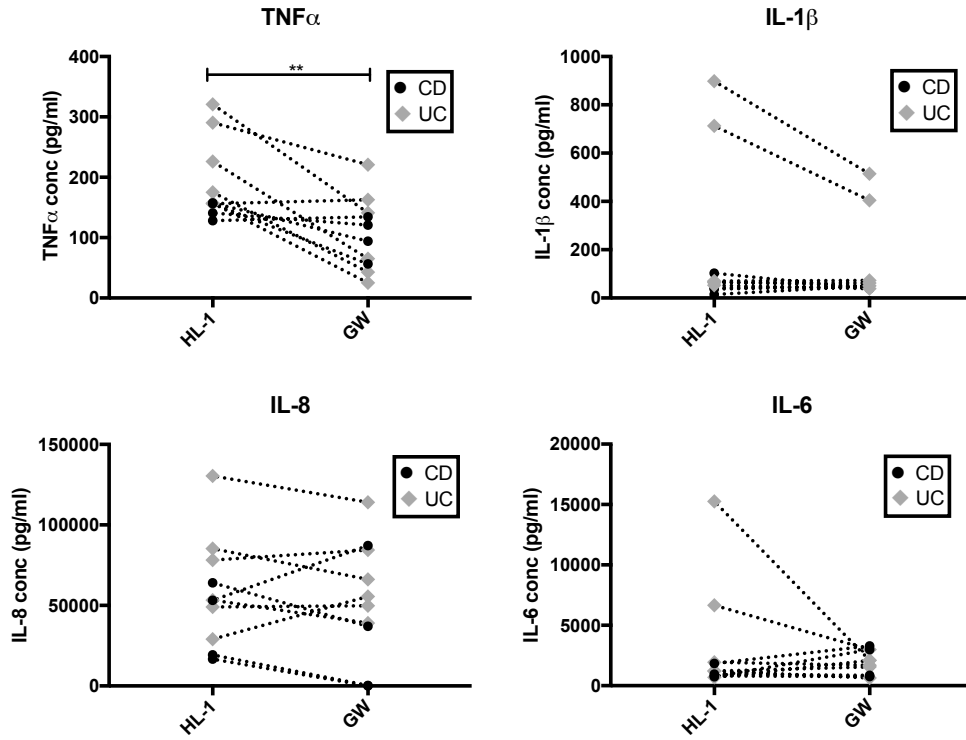 TNFα
TNFα conc (pg/ml)
400
300
200
100
0
**
CD
UC
HL-1
GW
IL-1β
IL-1β conc (pg/ml)
1000
800
600
400
200
0
CD
UC
HL-1
GW
IL-8
IL-8 conc (pg/ml)
150000
100000
50000
0
CD
UC
HL-1
GW
IL-6
IL-6 conc (pg/ml)
20000
15000
10000
5000
0
CD
UC
HL-1
GW